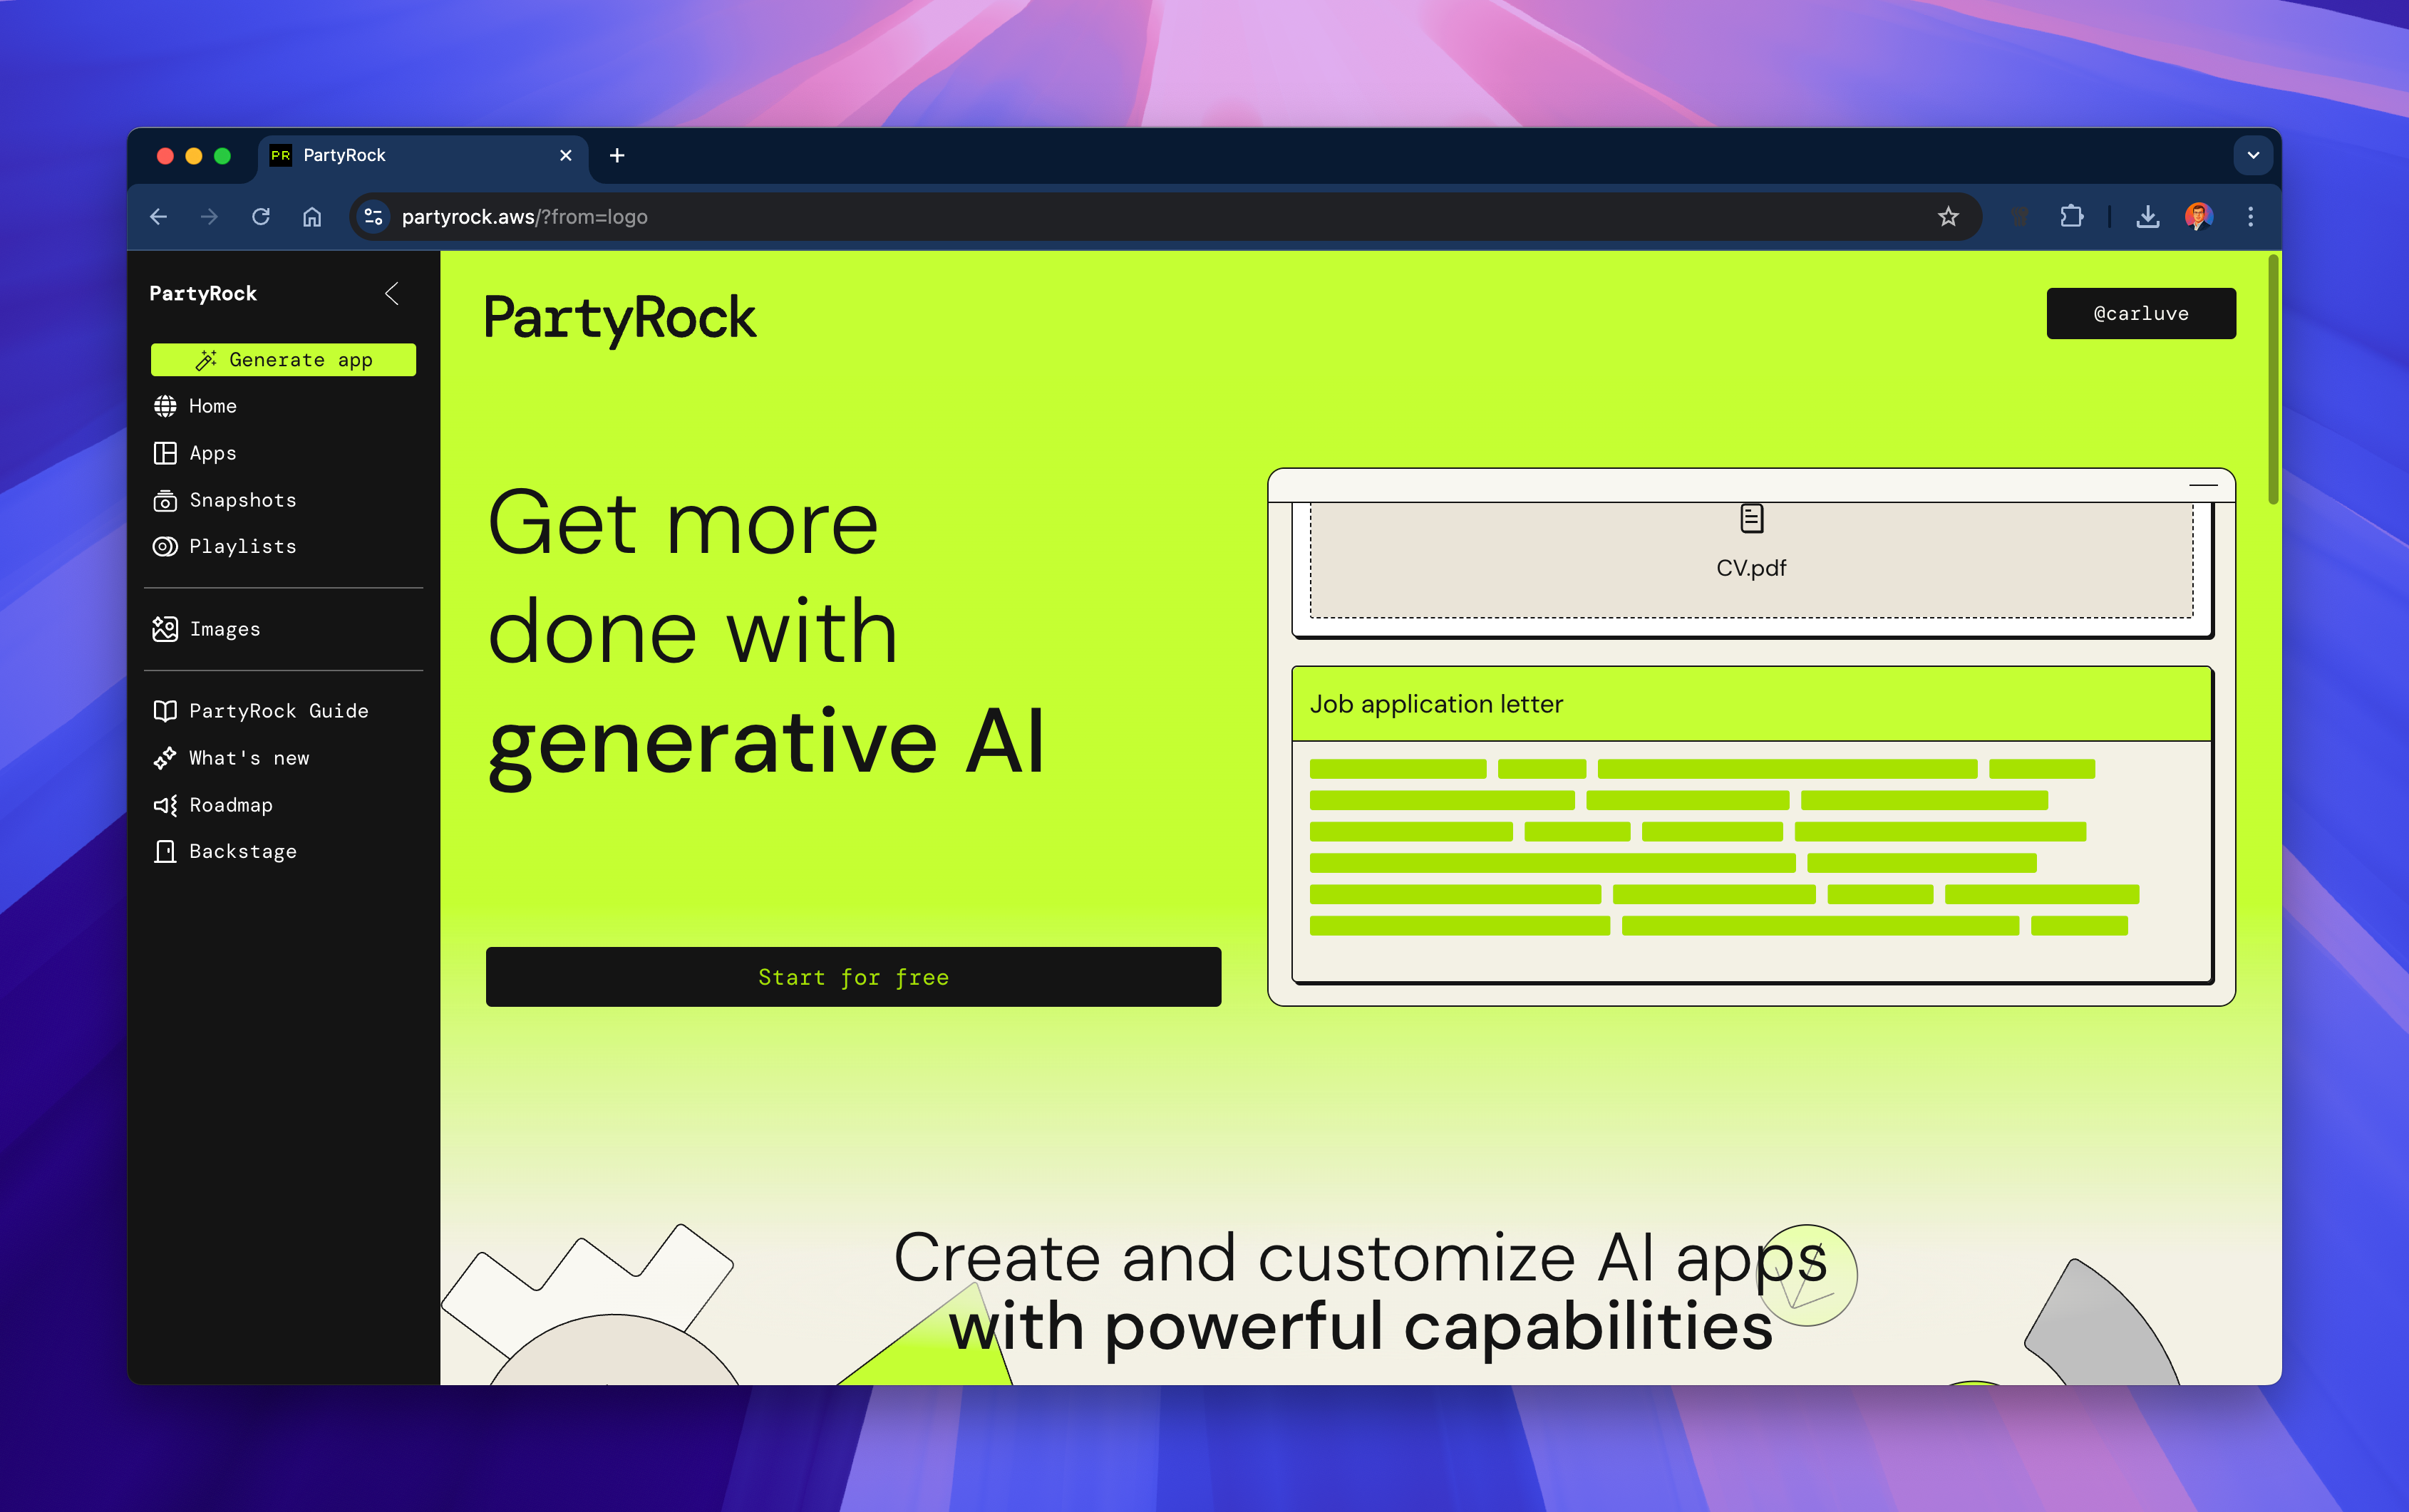 PR PartyRock
partyrock.aws/?from=logo
PartyRock
Generate app
Home
Apps
Snapshots
Playlists
Images
PartyRock Guide
What's new
Roadmap
Backstage
PartyRock
@carluve
Get more
done with
generative AI
Start for free
CV.pdf
Job application letter
Create and customize AI apps
with powerful capabilities